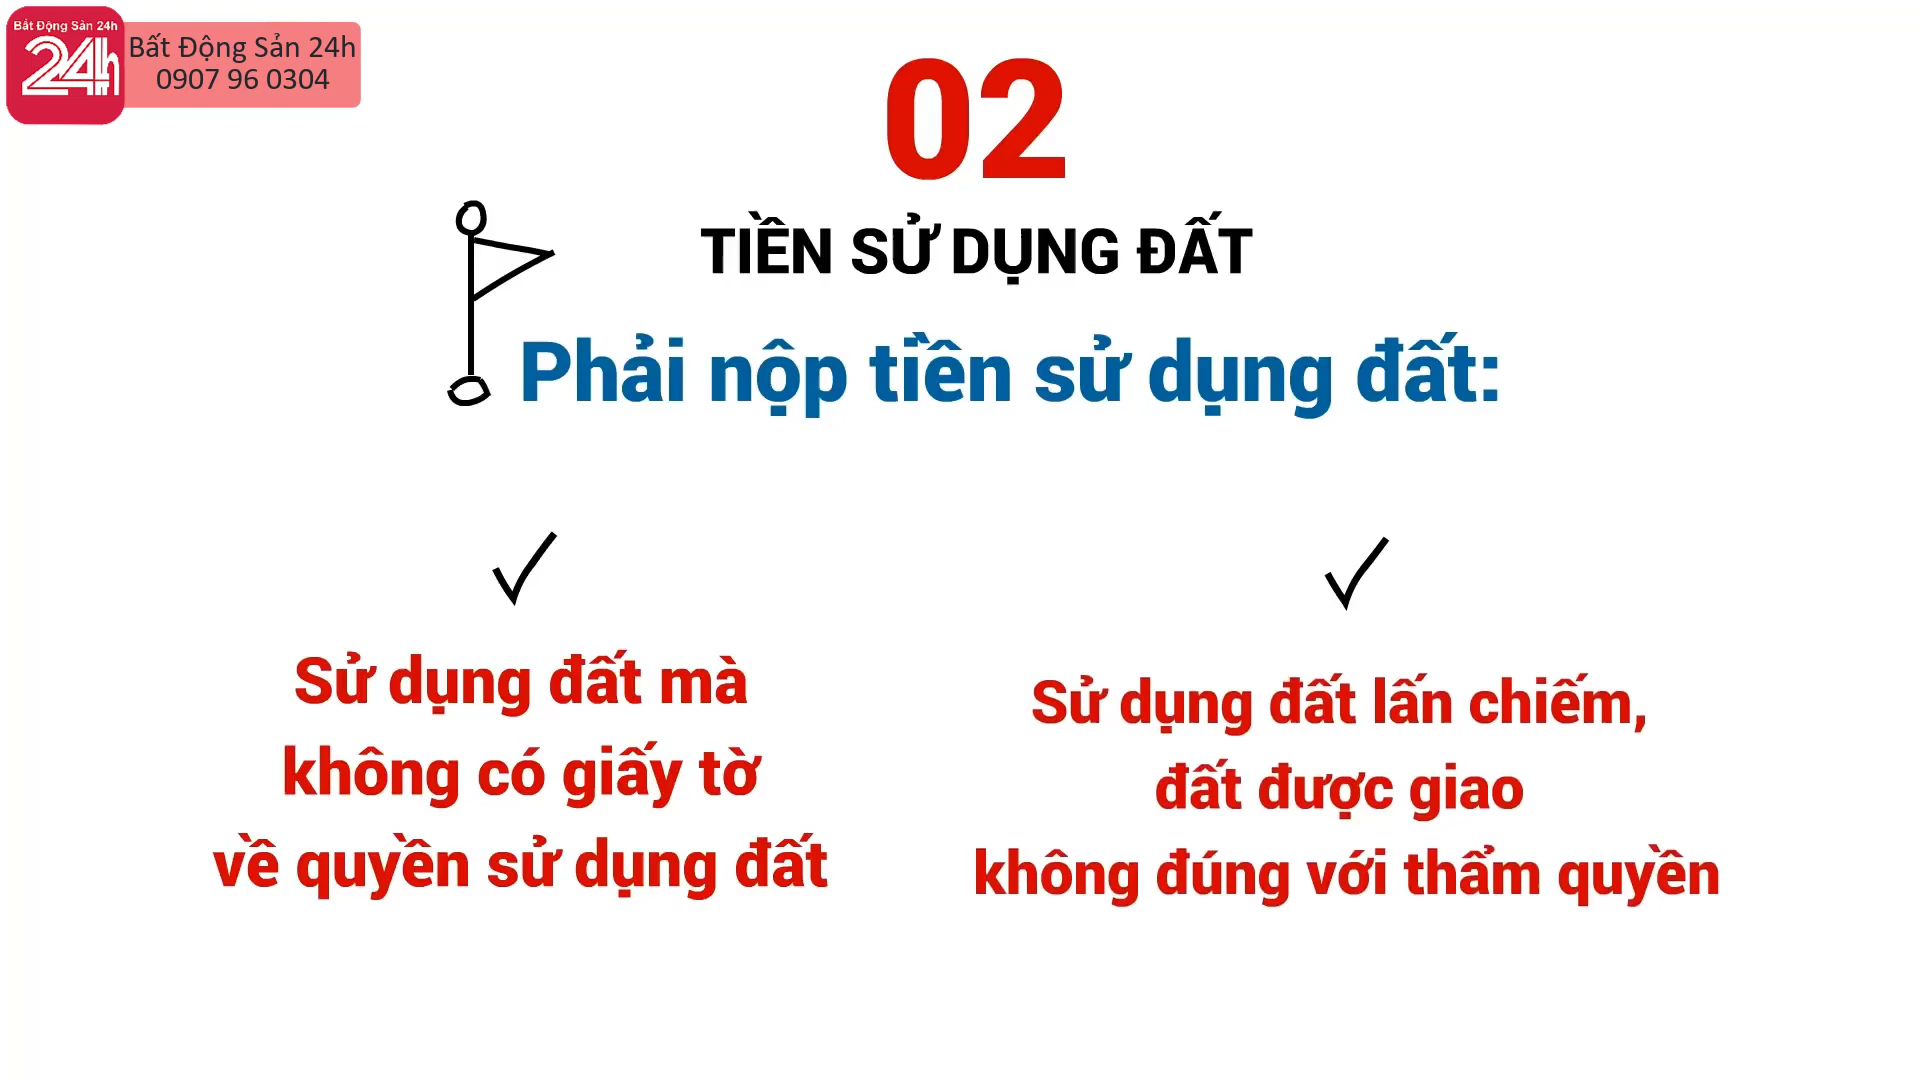 Bất Động Sản 24h
24h
Bất Động Sản 24h
0907 96 0304
02
TIỀN SỬ DỤNG ĐẤT
Phải nộp tiền sử dụng đất:
Sử dụng đất mà
không có giấy tờ
về quyền sử dụng đất
Sử dụng đất lấn chiếm,
đất được giao
không đúng với thẩm quyền